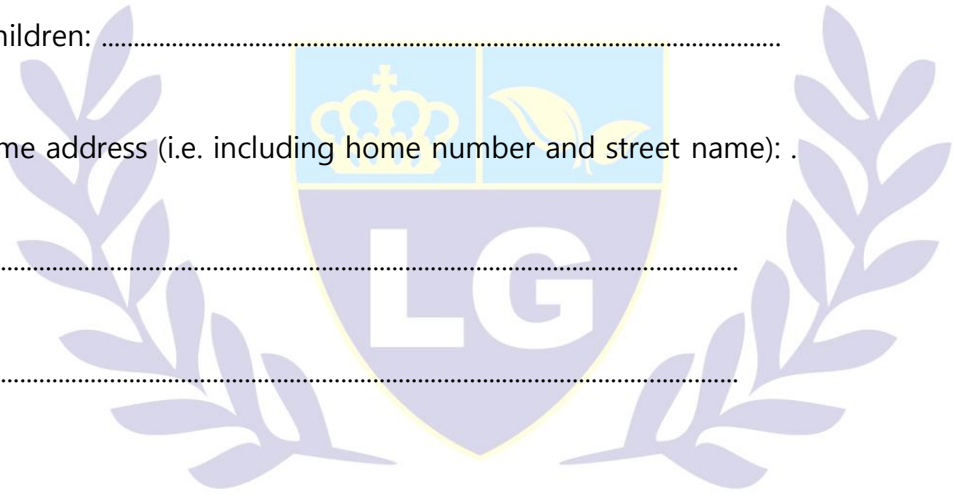 hildren: ..........................................................................................................
me address (i.e. including home number and street name): .
...................................................................................................................
...................................................................................................................
LG